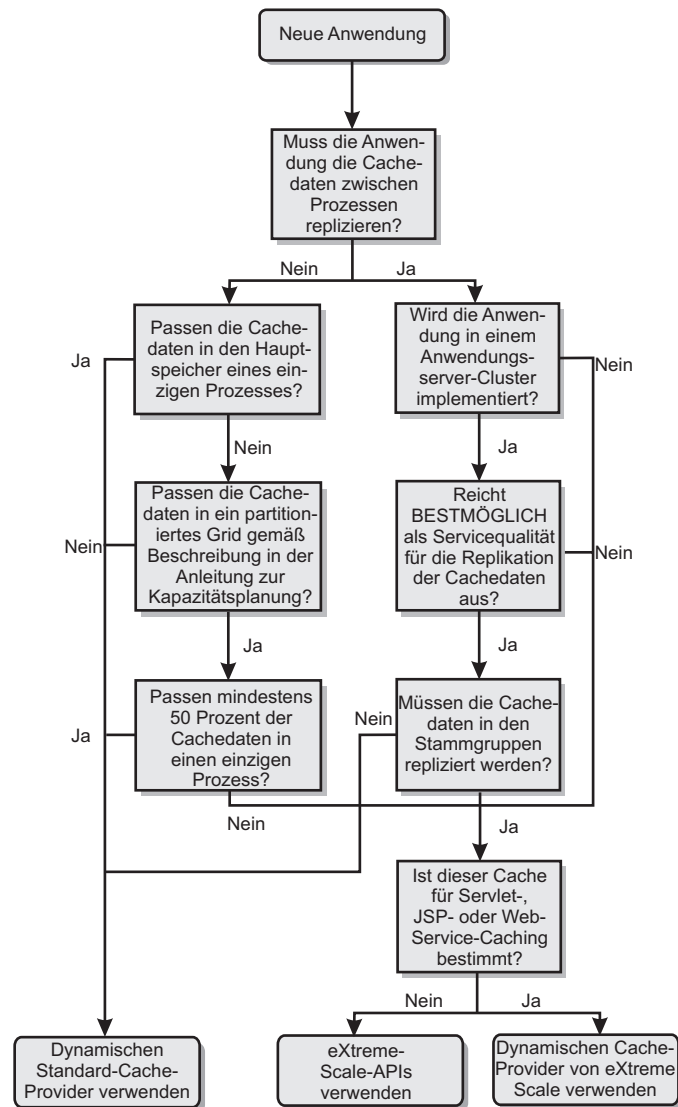 Neue Anwendung
Muss die Anwen-
dung die Cache-
daten zwischen
Prozessen
replizieren?
Nein
Ja
Passen die Cache-
daten in den Haupt-
speicher eines ein-
zigen Prozesses?
Wird die Anwen-
dung in einem
Anwendungs-
server-Cluster
implementiert?
Ja
Nein
Nein
Ja
Passen die Cache-
daten in ein partition-
iertes Grid gemäß
Beschreibung in der
Anleitung zur
Kapazitätsplanung?
Reicht
BESTMÖGLICH
als Servicequalität
für die Replikation
der Cachedaten
aus?
Nein
Nein
Ja
Ja
Passen mindestens
50 Prozent der
Cachedaten in
einen einzigen
Prozess?
Müssen die Cache-
daten in den
Stammgruppen
repliziert werden?
Ja
Nein
Nein
Ja
Ist dieser Cache
für Servlet-,
JSP- oder Web-
Service-Caching
bestimmt?
Nein
Ja
Dynamischen
Standard-Cache-
Provider verwenden
eXtreme-
Scale-APIs
verwenden
Dynamischen Cache-
Provider von eXtreme
Scale verwenden